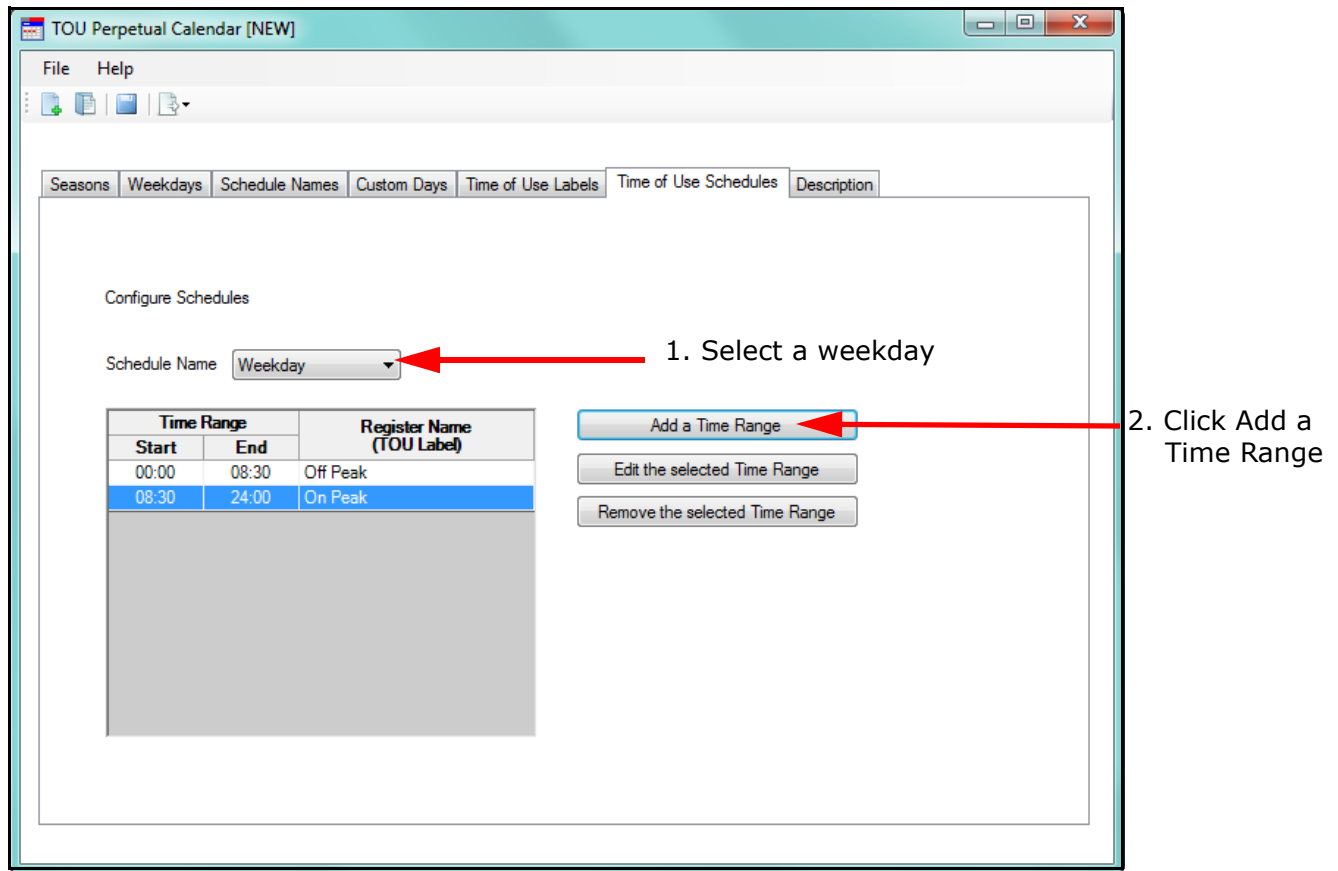 TOU Perpetual Calendar [NEW]
File Help
Seasons Weekdays Schedule Names Custom Days Time of Use Labels Time of Use Schedules Description
Configure Schedules
Schedule Name Weekday
1. Select a weekday
Time Range
Start End
Register Name
(TOU Label)
00:00 08:30 Off Peak
08:30 24:00 On Peak
Add a Time Range
Edit the selected Time Range
Remove the selected Time Range
2. Click Add a
Time Range